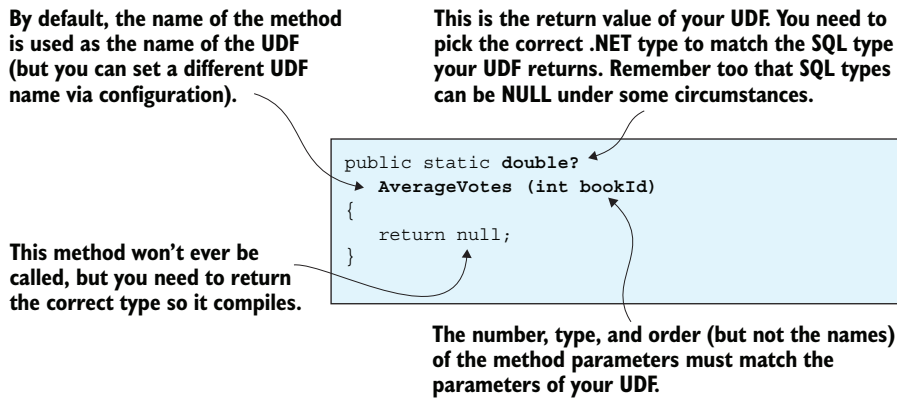 By default, the name of the method
is used as the name of the UDF
(but you can set a different UDF
name via configuration).
This is the return value of your UDF. You need to
pick the correct .NET type to match the SQL type
your UDF returns. Remember too that SQL types
can be NULL under some circumstances.
public static double?
AverageVotes (int bookId)
{
return null;
}
This method won't ever be
called, but you need to return
the correct type so it compiles.
The number, type, and order (but not the names)
of the method parameters must match the
parameters of your UDF.